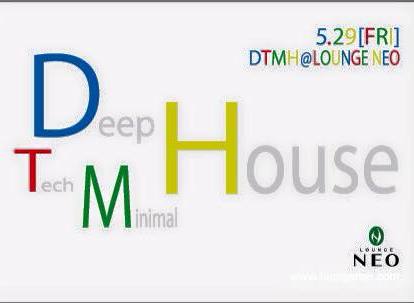 5.29[FRI]
DTMH@LOUNGE NEO
Deep
House
Tech
Minimal
LOUNGE
NEO